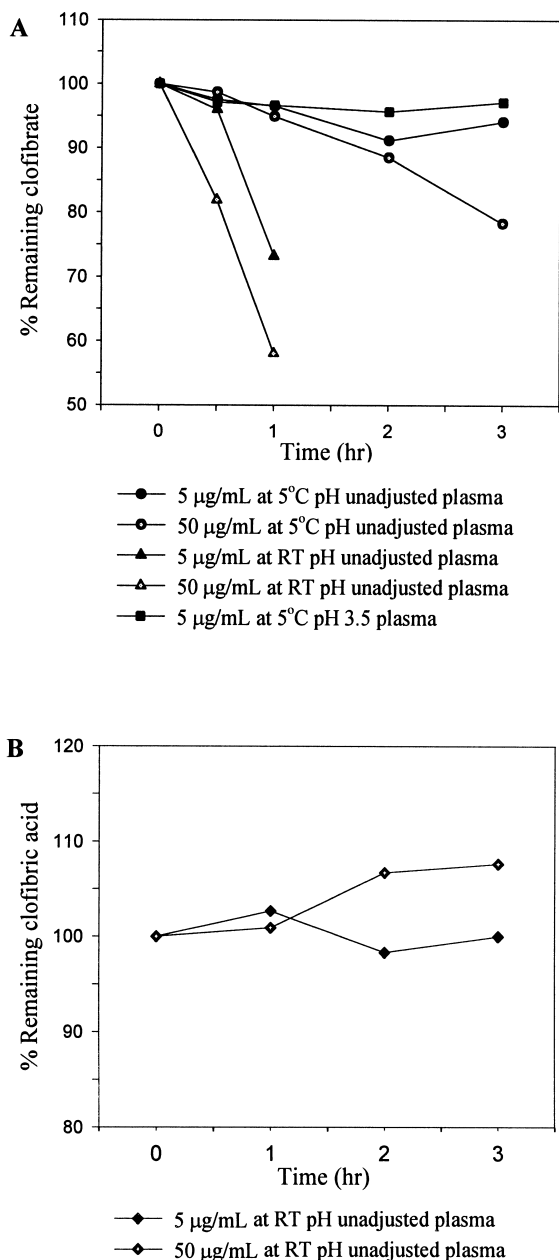 A
% Remaining clofibrate
110
100
90
80
70
60
50
0 1 2 3
Time (hr)
5 µg/mL at 5°C pH unadjusted plasma
50 µg/mL at 5°C pH unadjusted plasma
5 µg/mL at RT pH unadjusted plasma
50 µg/mL at RT pH unadjusted plasma
5 µg/mL at 5°C pH 3.5 plasma
B
% Remaining clofibric acid
120
110
100
90
80
0 1 2 3
Time (hr)
5 µg/mL at RT pH unadjusted plasma
50 µg/mL at RT pH unadjusted plasma